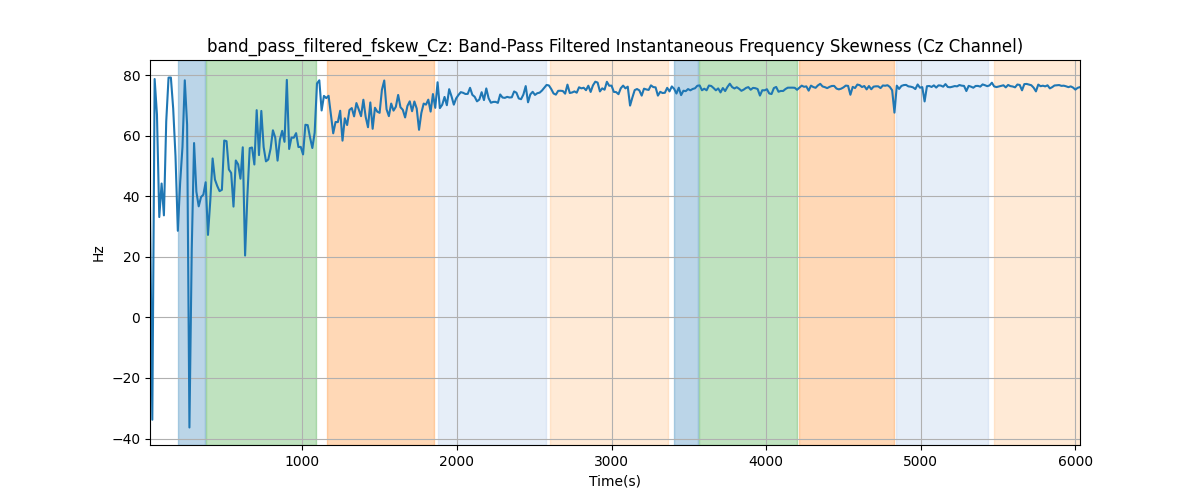 band_pass_filtered_fskew_Cz: Band-Pass Filtered Instantaneous Frequency Skewness (Cz Channel)
80
60
40
20
0
−20
−40
Hz
1000 2000 3000 4000 5000 6000
Time(s)